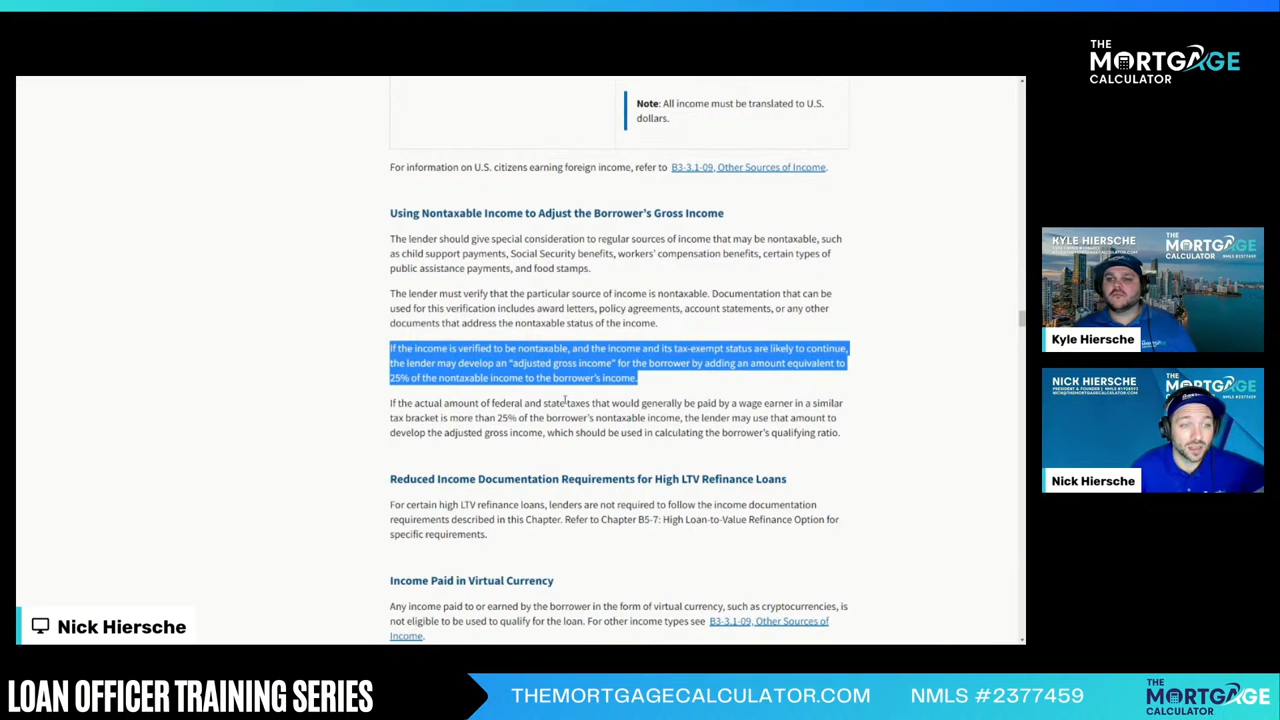 THE
MORTGAGE
CALCULATOR
Note: All income must be translated to U.S.
dollars.
For information on U.S. citizens earning foreign income, refer to B3-3.1-09, Other Sources of Income.
Using Nontaxable Income to Adjust the Borrower's Gross Income
The lender should give special consideration to regular sources of income that may be nontaxable, such
as child support payments, Social Security benefits, workers' compensation benefits, certain types of
public assistance payments, and food stamps.
The lender must verify that the particular source of income is nontaxable. Documentation that can be
used for this verification includes award letters, policy agreements, account statements, or any other
documents that address the nontaxable status of the income.
If the income is verified to be nontaxable, and the income and its tax-exempt status are likely to continue,
the lender may develop an "adjusted gross income" for the borrower by adding an amount equivalent to
25% of the nontaxable income to the borrower's income.
If the actual amount of federal and state taxes that would generally be paid by a wage earner in a similar
tax bracket is more than 25% of the borrower's nontaxable income, the lender may use that amount to
develop the adjusted gross income, which should be used in calculating the borrower's qualifying ratio.
Reduced Income Documentation Requirements for High LTV Refinance Loans
For certain high LTV refinance loans, lenders are not required to follow the income documentation
requirements described in this Chapter. Refer to Chapter B5-7: High Loan-to-Value Refinance Option for
specific requirements.
Income Paid in Virtual Currency
Any income paid to or earned by the borrower in the form of virtual currency, such as cryptocurrencies, is
not eligible to be used to qualify for the loan. For other income types see B3-3.1-09, Other Sources of
Income.
KYLE HIERSCHE
THE
MORTGAGE
CALCULATOR
NMLS #2377459
Kyle Hiersche
NICK HIERSCHE
PRESIDENT & FOUNDER
THE
MORTGAGE
CALCULATOR
NMLS #2377459
Nick Hiersche
Nick Hiersche
LOAN OFFICER TRAINING SERIES
THEMORTGAGECALCULATOR.COM
NMLS #2377459
THE
MORTGAGE
CALCULATOR